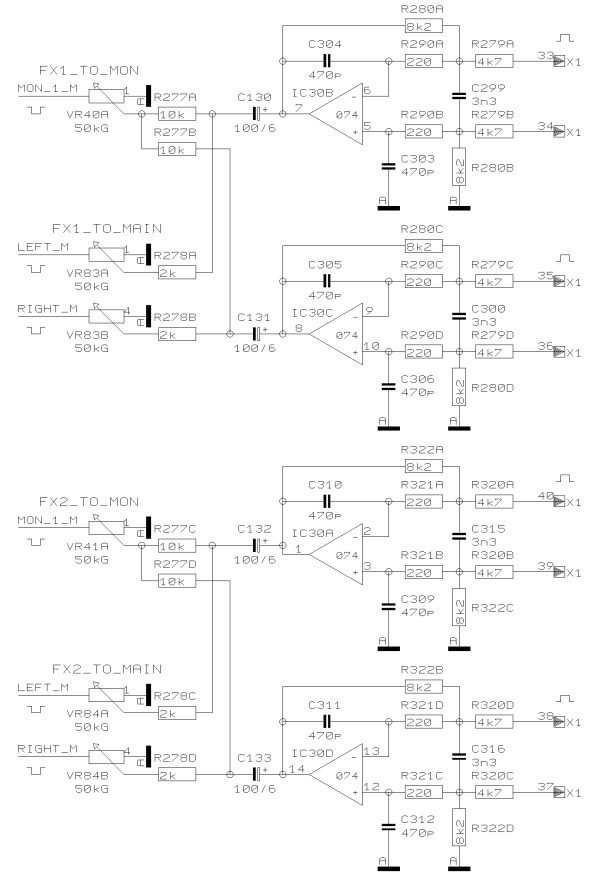 R280A
8k2
C304
R290A
R279A
33
X1
470p
220
4k7
FX1_TO_MON
MON_1_M
1
A
R277A
C130
IC30B
6
C299
3n3
VR40A
50kG
10k
7
074
R277B
100/6
5
R290B
R279B
34
X1
10k
220
4k7
C303
470p
8k2
R280B
A
A
FX1_TO_MAIN
LEFT_M
1
A
R278A
R280C
8k2
VR83A
50kG
2k
C305
R290C
R279C
35
X1
470p
220
4k7
RIGHT_M
4
A
R278B
C131
IC30C
9
C300
3n3
VR83B
50kG
2k
8
074
100/6
10
R290D
R279D
36
X1
220
4k7
C306
470p
8k2
R280D
A
A
R322A
8k2
C310
R321A
R320A
40
X1
470p
220
4k7
FX2_TO_MON
MON_1_M
1
A
R277C
C132
IC30A
2
C315
3n3
VR41A
50kG
10k
1
074
R277D
100/6
3
R321B
R320B
39
X1
10k
220
4k7
C309
470p
8k2
R322C
A
A
FX2_TO_MAIN
LEFT_M
1
A
R278C
R322B
8k2
VR84A
50kG
2k
C311
R321D
R320D
38
X1
470p
220
4k7
RIGHT_M
4
A
R278D
C133
IC30D
13
C316
3n3
VR84B
50kG
2k
14
074
100/6
12
R321C
R320C
37
X1
220
4k7
C312
470p
8k2
R322D
A
A